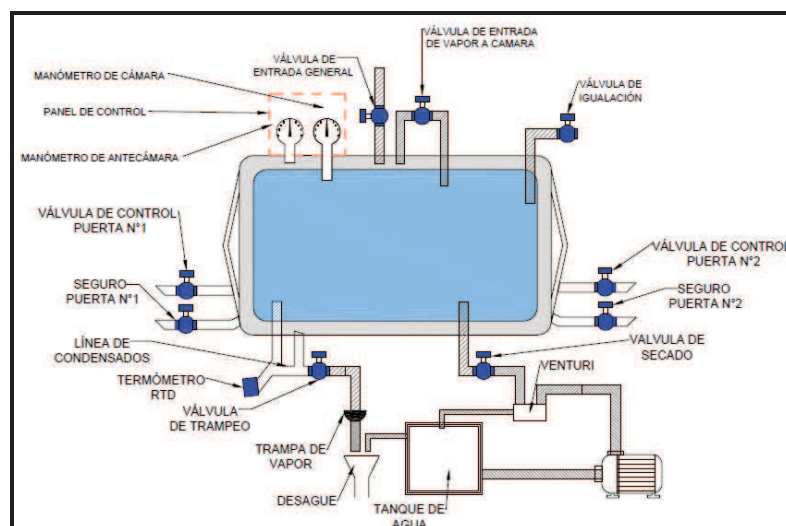 VÁLVULA DE ENTRADA
DE VAPOR A CAMARA
VÁLVULA DE
ENTRADA GENERAL
MANÓMETRO DE CÁMARA
VÁLVULA DE
IGUALACIÓN
PANEL DE CONTROL
MANÓMETRO DE ANTECÁMARA
VÁLVULA DE CONTROL
PUERTA N°1
VÁLVULA DE CONTROL
PUERTA N°2
SEGURO
PUERTA N°1
SEGURO
PUERTA N°2
LÍNEA DE
CONDENSADOS
VALVULA DE
SECADO
TERMÓMETRO
RTD
VENTURI
VÁLVULA
DE TRAMPEO
TRAMPA DE
VAPOR
DESAGUE
TANQUE DE
AGUA